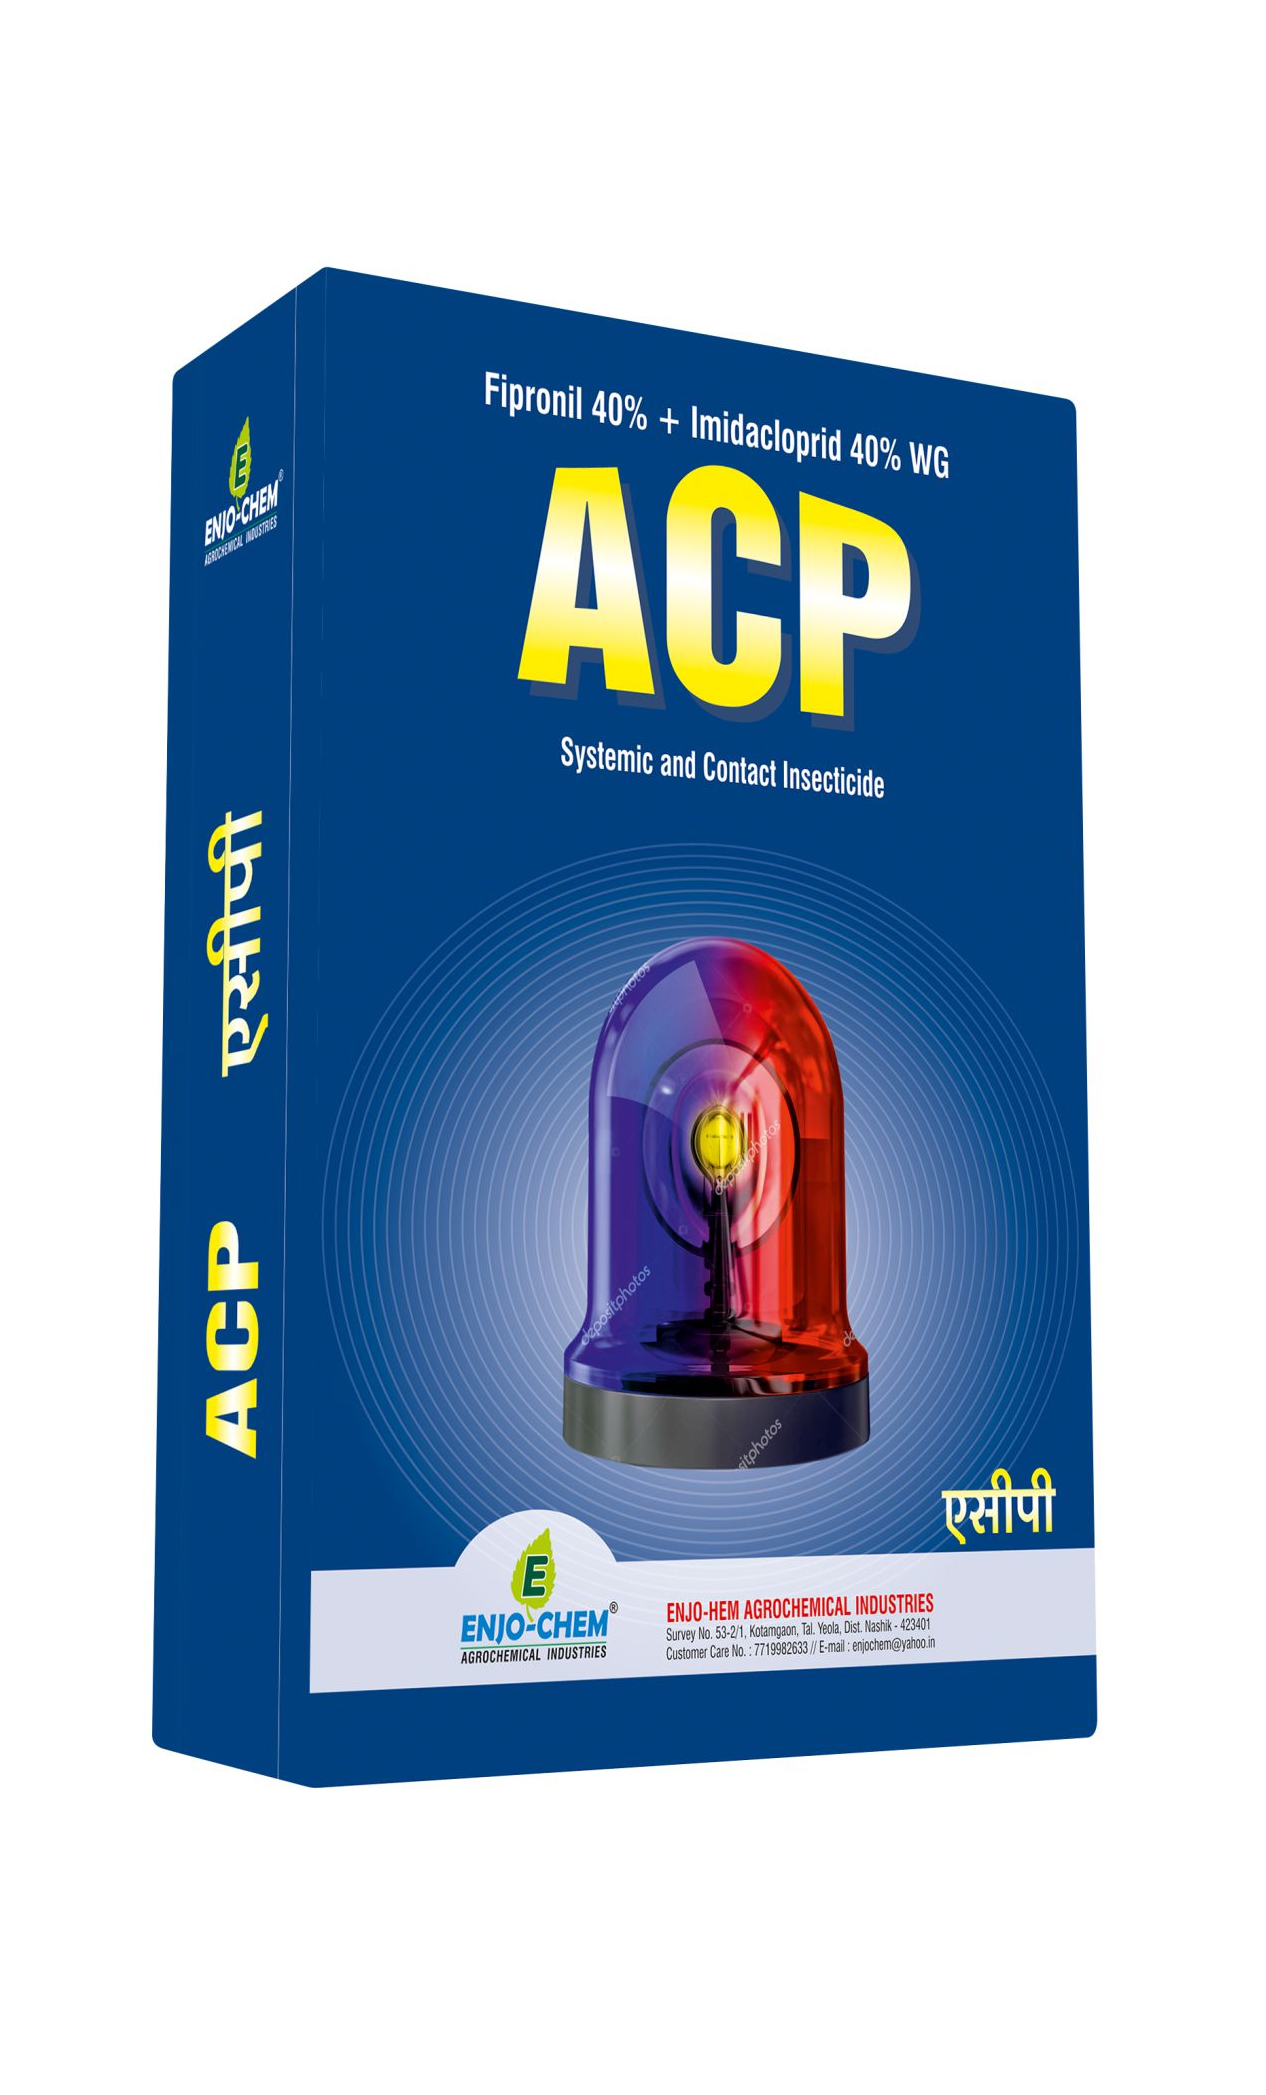 Fipronil 40% + Imidacloprid 40% WG
ACP
Systemic and Contact Insecticide
एसीपी
E
ENJO-CHEM®
AGROCHEMICAL INDUSTRIES
ENJO-HEM AGROCHEMICAL INDUSTRIES
Survey No. 53-2/1, Kotamgaon, Tal. Yeola, Dist. Nashik - 423401
Customer Care No. : 7719982633 // E-mail : enjochem@yahoo.in
E
ENJO-CHEM®
AGROCHEMICAL INDUSTRIES
ACP एसीपी
depositphotos
depositphotos